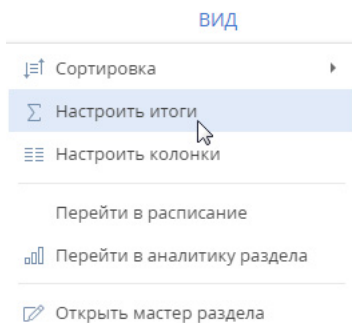 ВИД
Сортировка
Настроить итоги
Настроить колонки
Перейти в расписание
Перейти в аналитику раздела
Открыть мастер раздела